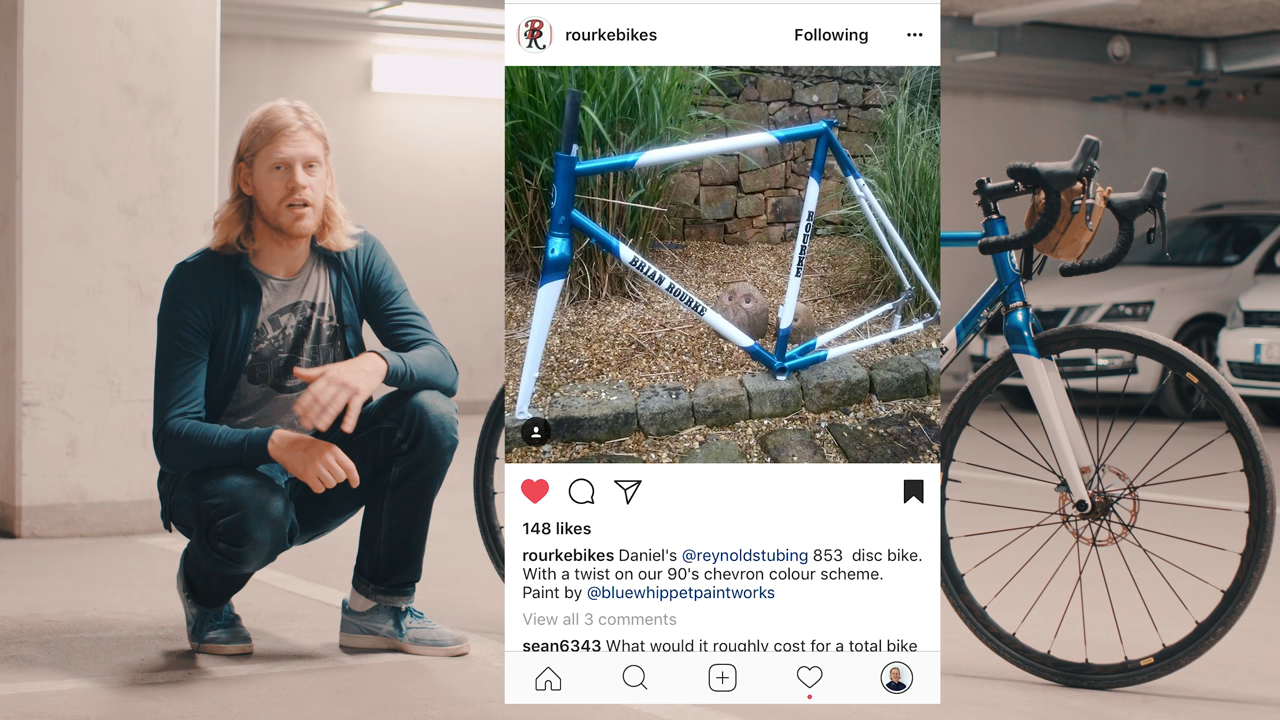 BR
rourkebikes
Following
BRIAN ROURKE
ROURKE
148 likes
rourkebikes Daniel's @reynoldstubing 853 disc bike.
With a twist on our 90's chevron colour scheme.
Paint by @bluewhippetpaintworks
View all 3 comments
sean6343 What would it roughly cost for a total bike